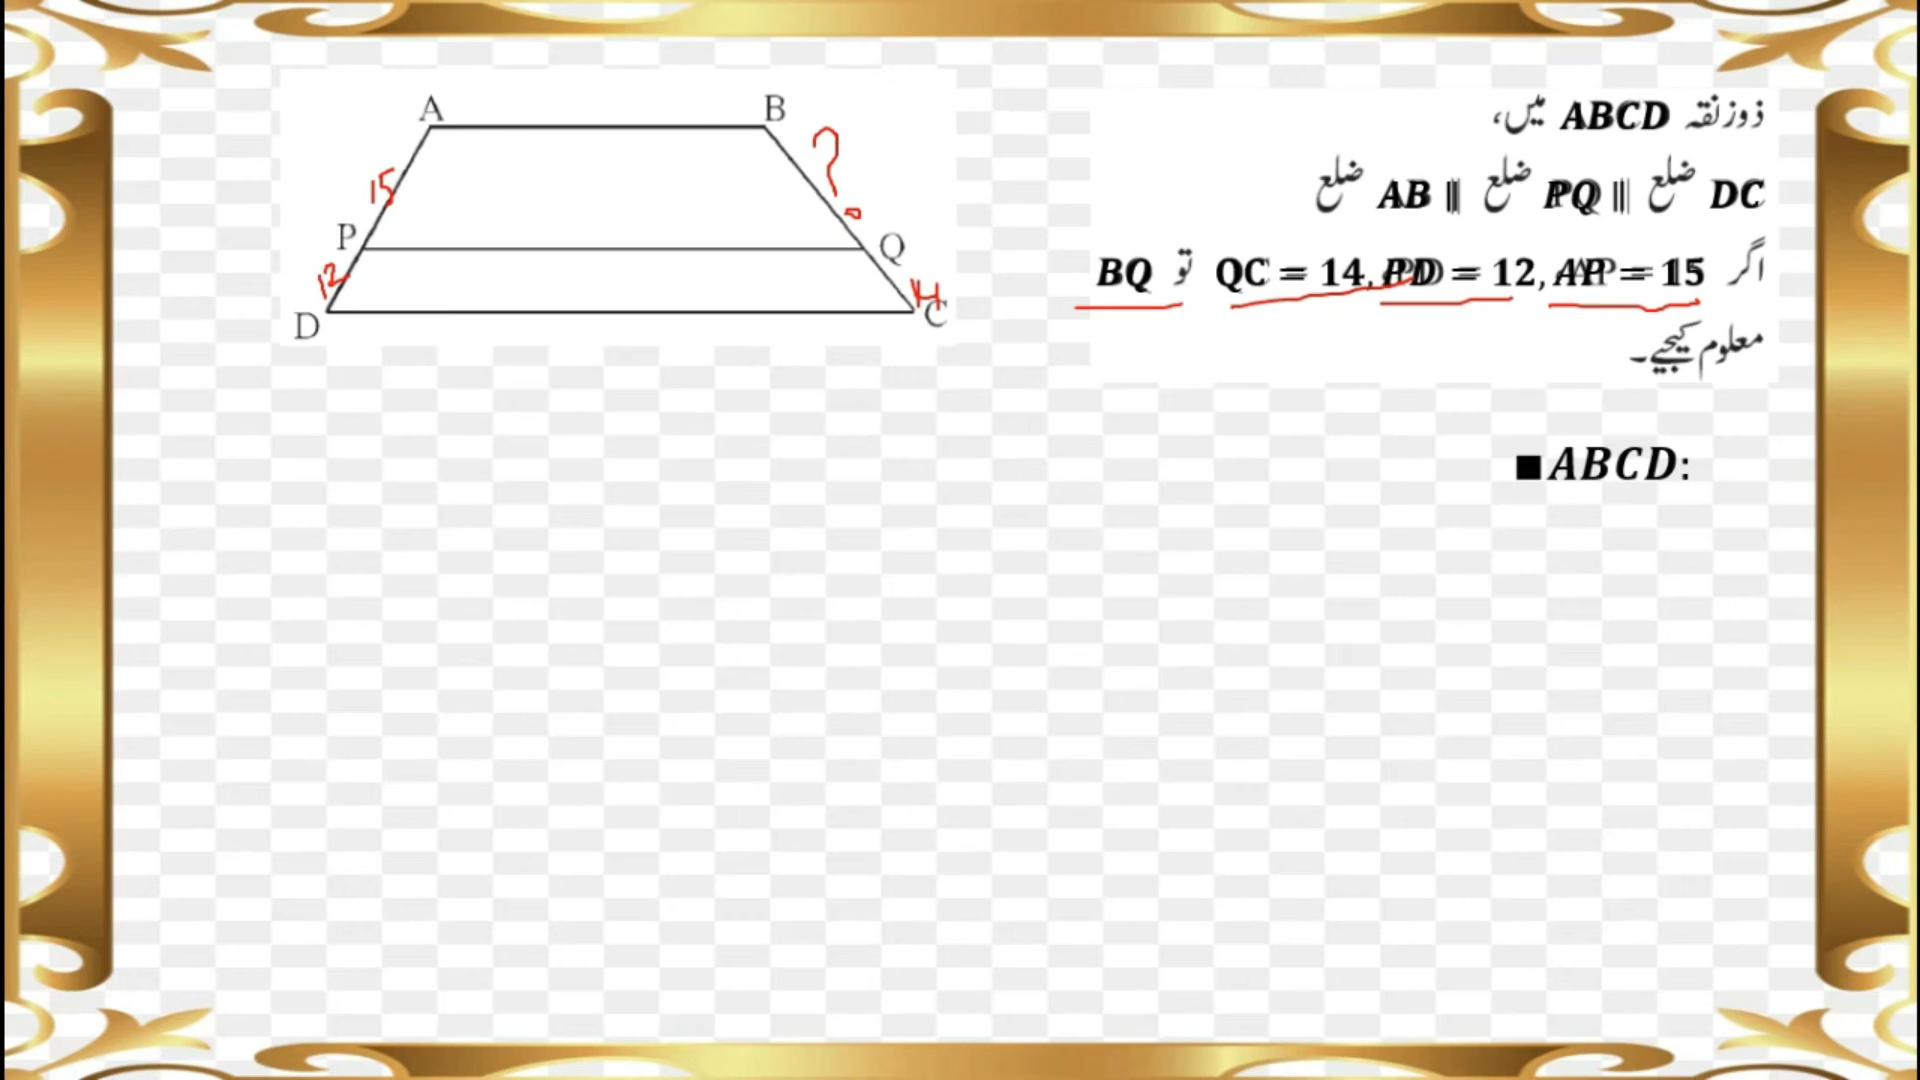 A B
15 ?
P Q
12 14
D C
ذوزنقہ ABCD میں،
ضلع AB || ضلع PQ || ضلع DC
اگر AP = 15, PD = 12, QC = 14 تو BQ
معلوم کیجیے۔
■ABCD: